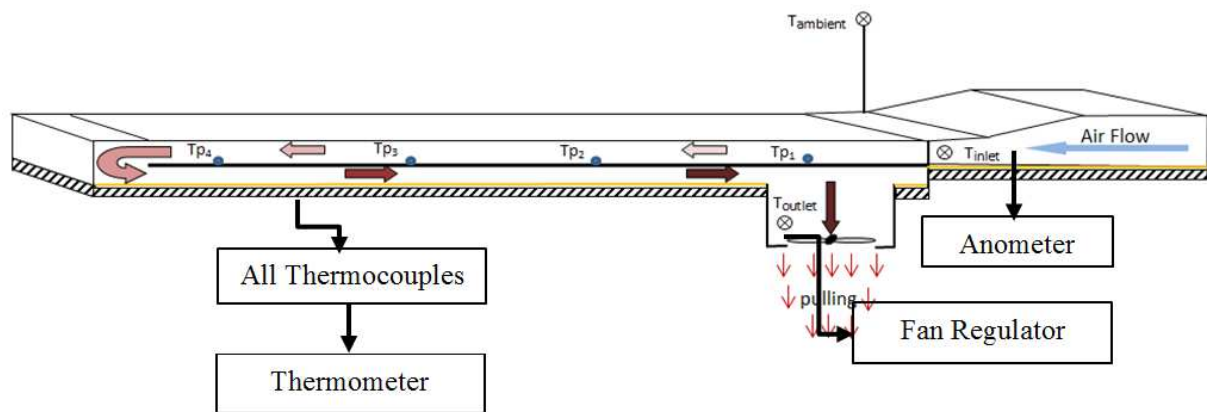 Tambient
Tp4
Tp3
Tp2
Tp1
Tinlet
Air Flow
Toutlet
Anometer
All Thermocouples
pulling
Fan Regulator
Thermometer